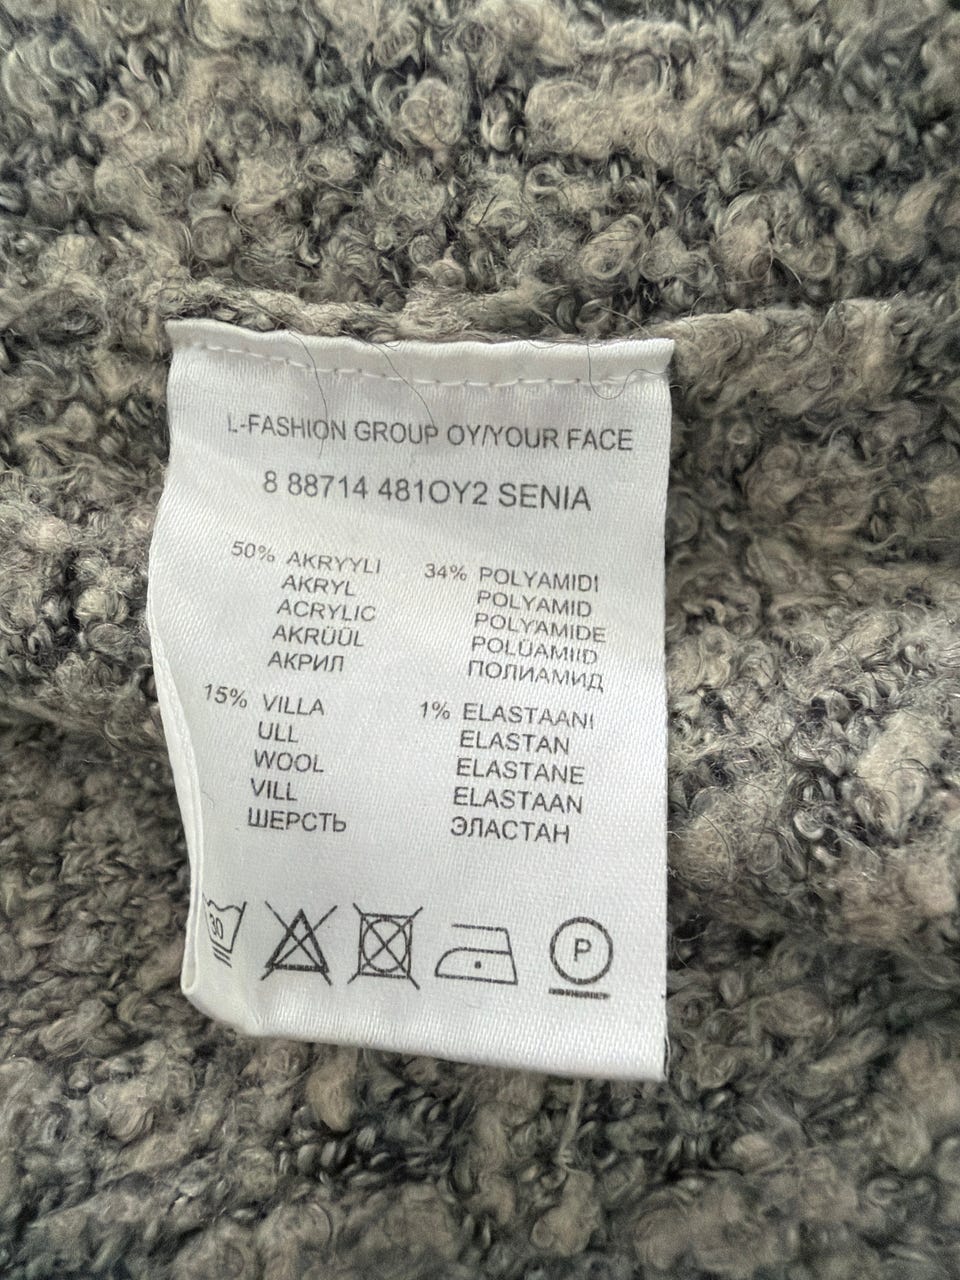 L-FASHION GROUP OY/YOUR FACE
8 88714 481OY2 SENIA
50% AKRYYLI
AKRYL
ACRYLIC
AKRÜÜL
АКРИЛ
34% POLYAMIDI
POLYAMID
POLYAMIDE
POLÜAMIID
ПОЛИАМИД
15% VILLA
ULL
WOOL
VILL
ШЕРСТЬ
1% ELASTAANI
ELASTAN
ELASTANE
ELASTAAN
ЭЛАСТАН
30
P